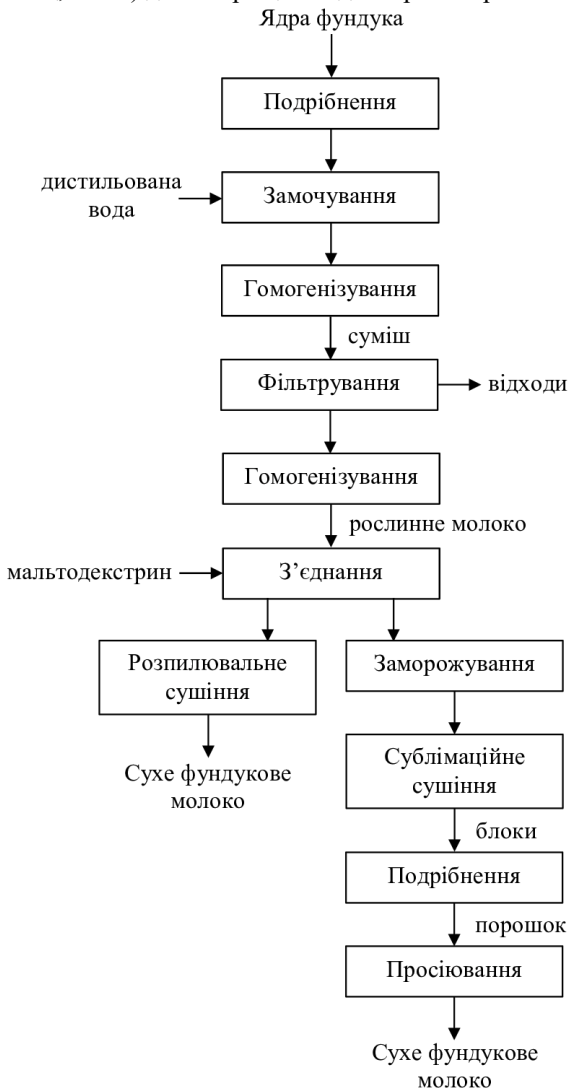 Ядра фундука
Подрібнення
дистильована
вода
Замочування
Гомогенізування
суміш
Фільтрування
відходи
Гомогенізування
рослинне молоко
мальтодекстрин
З’єднання
Розпилювальне
сушіння
Заморожування
Сухе фундукове
молоко
Сублімаційне
сушіння
блоки
Подрібнення
порошок
Просіювання
Сухе фундукове
молоко